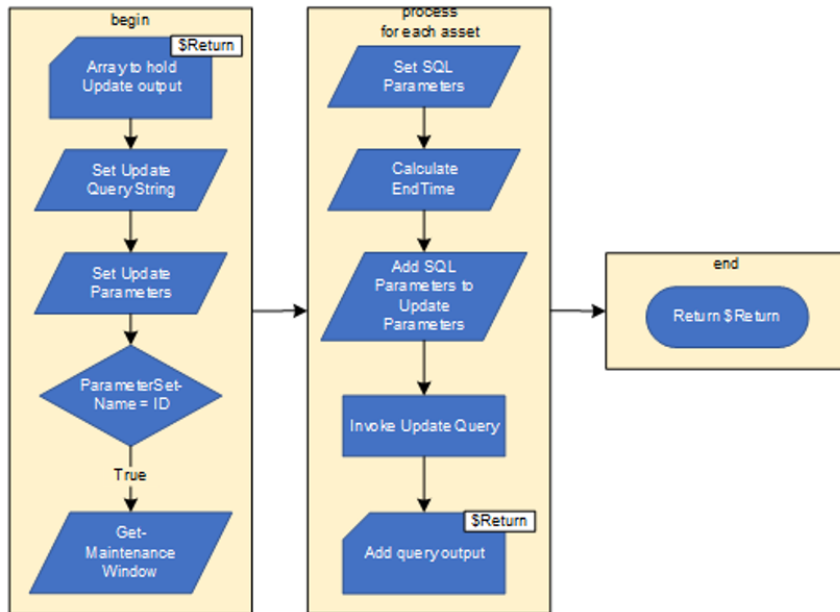 begin
$Return
Array to hold
Update output
Set Update
Query String
Set Update
Parameters
ParameterSet-
Name = ID
True
Get-
Maintenance
Window
process
for each asset
Set SQL
Parameters
Calculate
EndTime
Add SQL
Parameters to
Update
Parameters
Invoke Update Query
$Return
Add query output
end
Return $Return